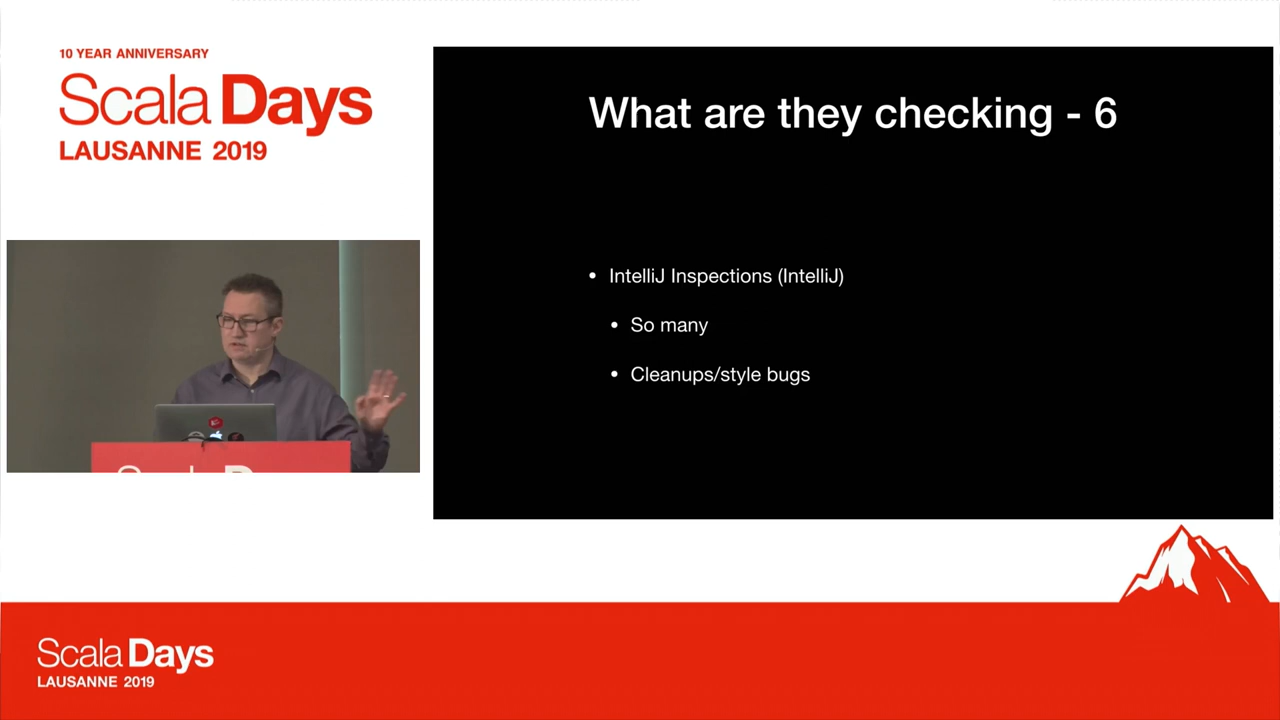 10 YEAR ANNIVERSARY
Scala Days
LAUSANNE 2019
What are they checking - 6
• IntelliJ Inspections (IntelliJ)
• So many
• Cleanups/style bugs
Scala Days
LAUSANNE 2019